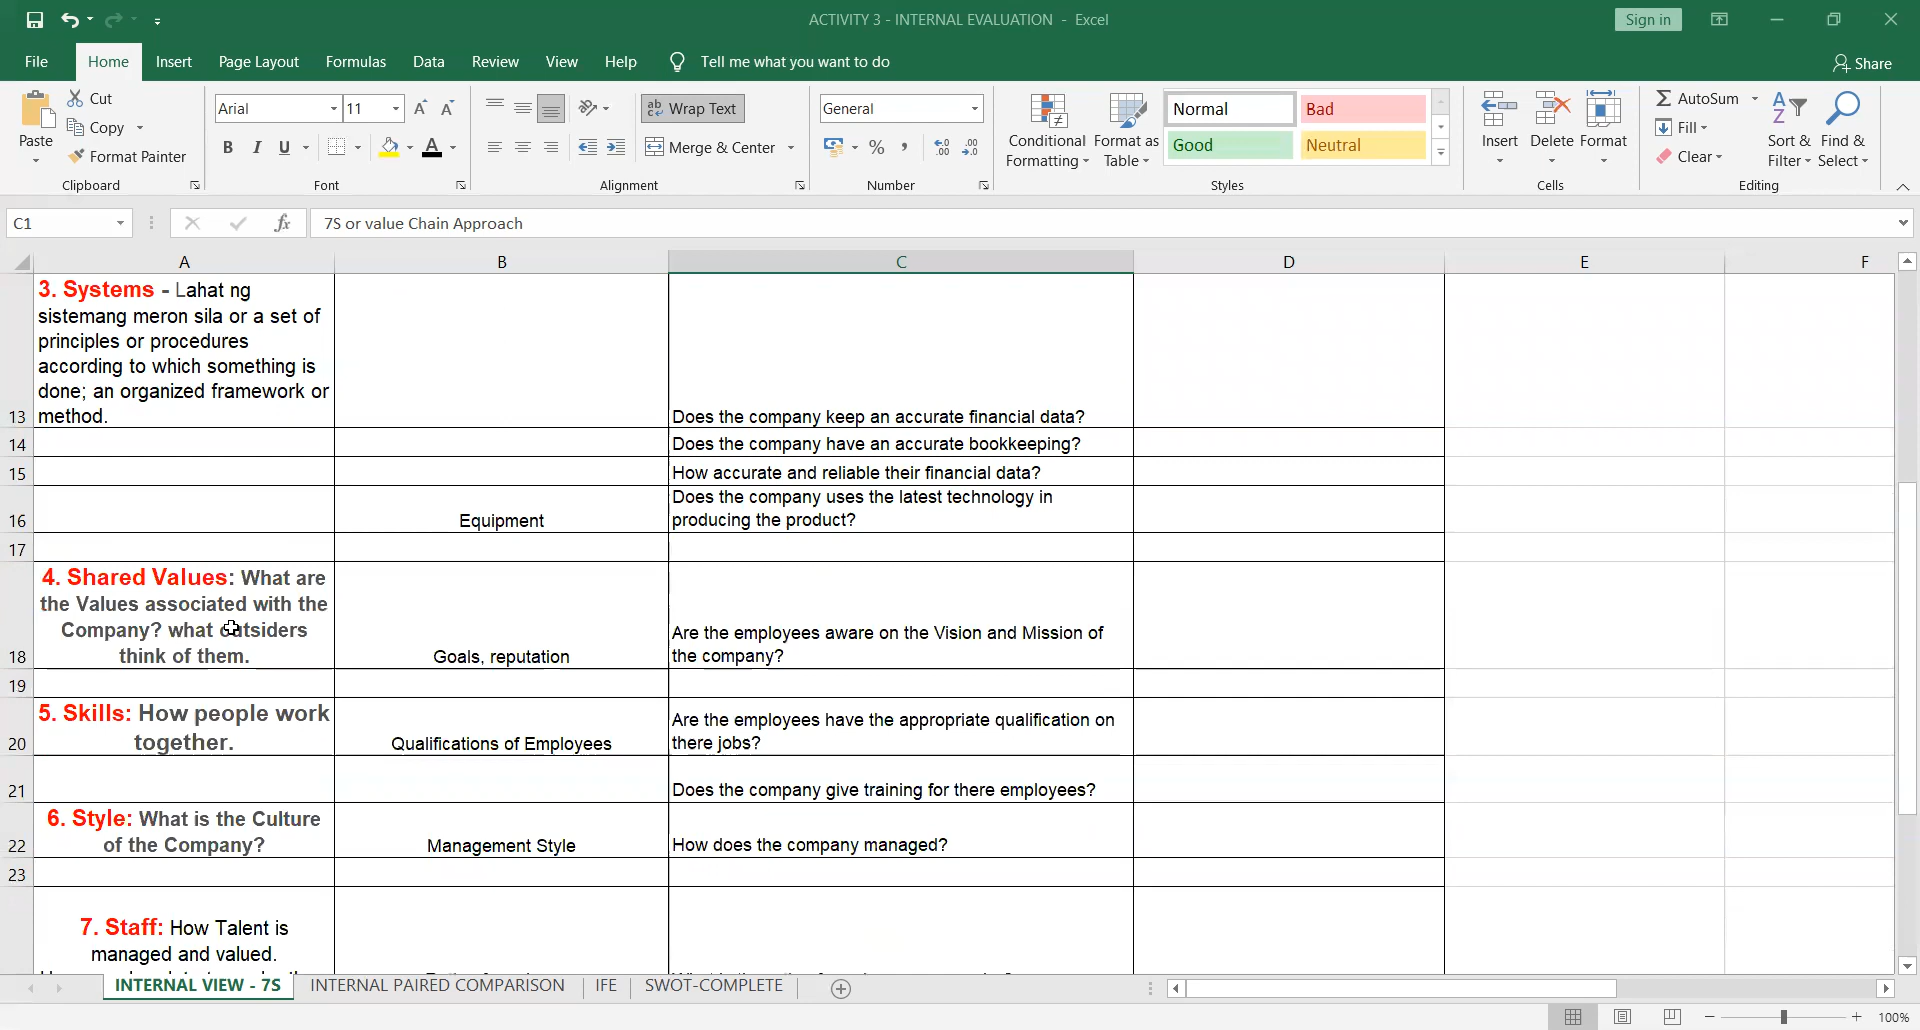 ACTIVITY 3 - INTERNAL EVALUATION - Excel
Sign in
File Home Insert Page Layout Formulas Data Review View Help Tell me what you want to do
Share
Paste
Cut
Copy
Format Painter
Clipboard
Arial 11
B I U
Font
Wrap Text
Merge & Center
Alignment
General
% ,
Number
Conditional Formatting
Format as Table
Normal Bad
Good Neutral
Styles
Insert Delete Format
Cells
AutoSum
Fill
Clear
Sort & Filter
Find & Select
Editing
C1 fx 7S or value Chain Approach
A B C D E F
3. Systems - Lahat ng
sistemang meron sila or a set of
principles or procedures
according to which something is
done; an organized framework or
13 method. Does the company keep an accurate financial data?
14 Does the company have an accurate bookkeeping?
15 How accurate and reliable their financial data?
Does the company uses the latest technology in
16 Equipment producing the product?
17
4. Shared Values: What are
the Values associated with the
Company? what outsiders Are the employees aware on the Vision and Mission of
18 think of them. Goals, reputation the company?
19
5. Skills: How people work Are the employees have the appropriate qualification on
20 together. Qualifications of Employees there jobs?
21 Does the company give training for there employees?
6. Style: What is the Culture
22 of the Company? Management Style How does the company managed?
23
7. Staff: How Talent is
managed and valued.
INTERNAL VIEW - 7S INTERNAL PAIRED COMPARISON IFE SWOT-COMPLETE
100%